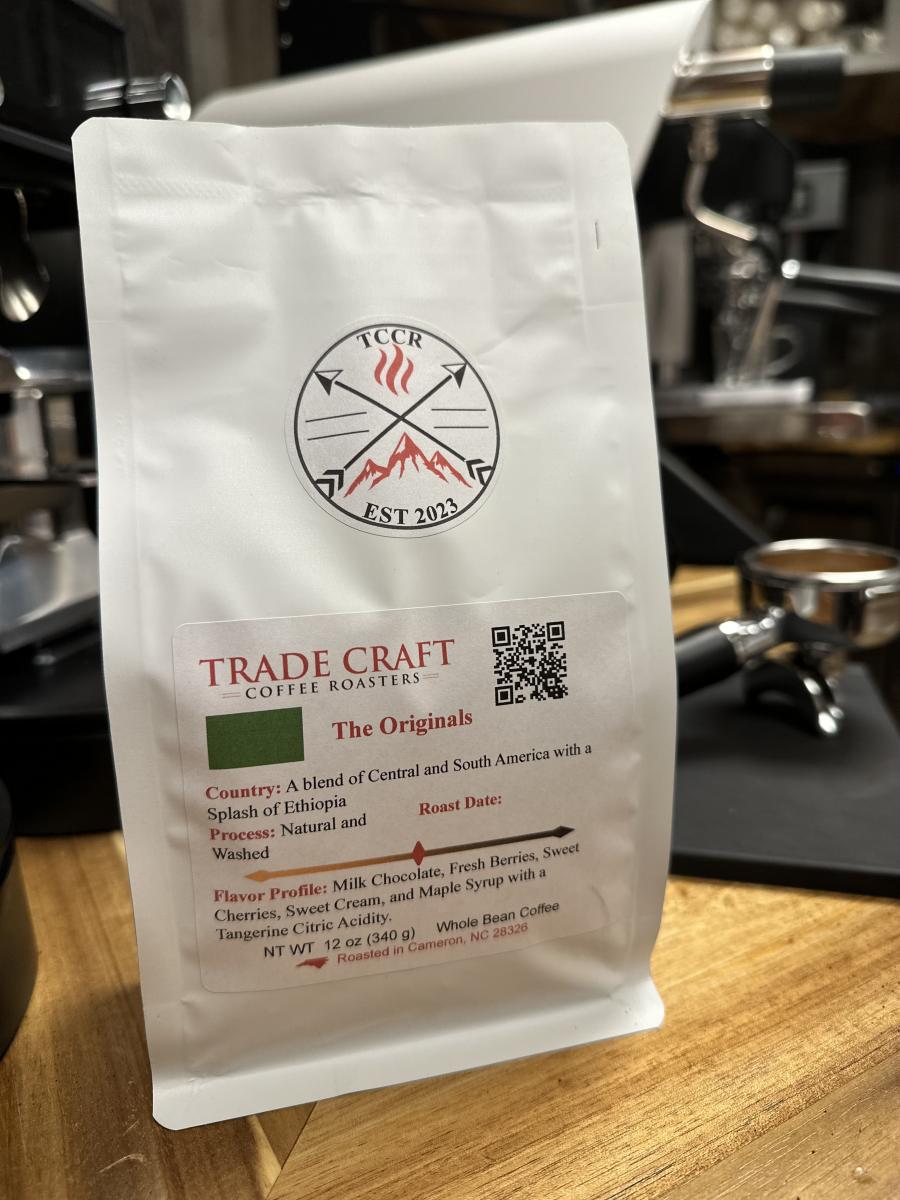 TCCR
EST 2023
TRADE CRAFT
COFFEE ROASTERS
The Originals
Country: A blend of Central and South America with a
Splash of Ethiopia
Roast Date:
Process: Natural and
Washed
Flavor Profile: Milk Chocolate, Fresh Berries, Sweet
Cherries, Sweet Cream, and Maple Syrup with a
Tangerine Citric Acidity.
NT WT 12 oz (340 g) Whole Bean Coffee
Roasted in Cameron, NC 28326